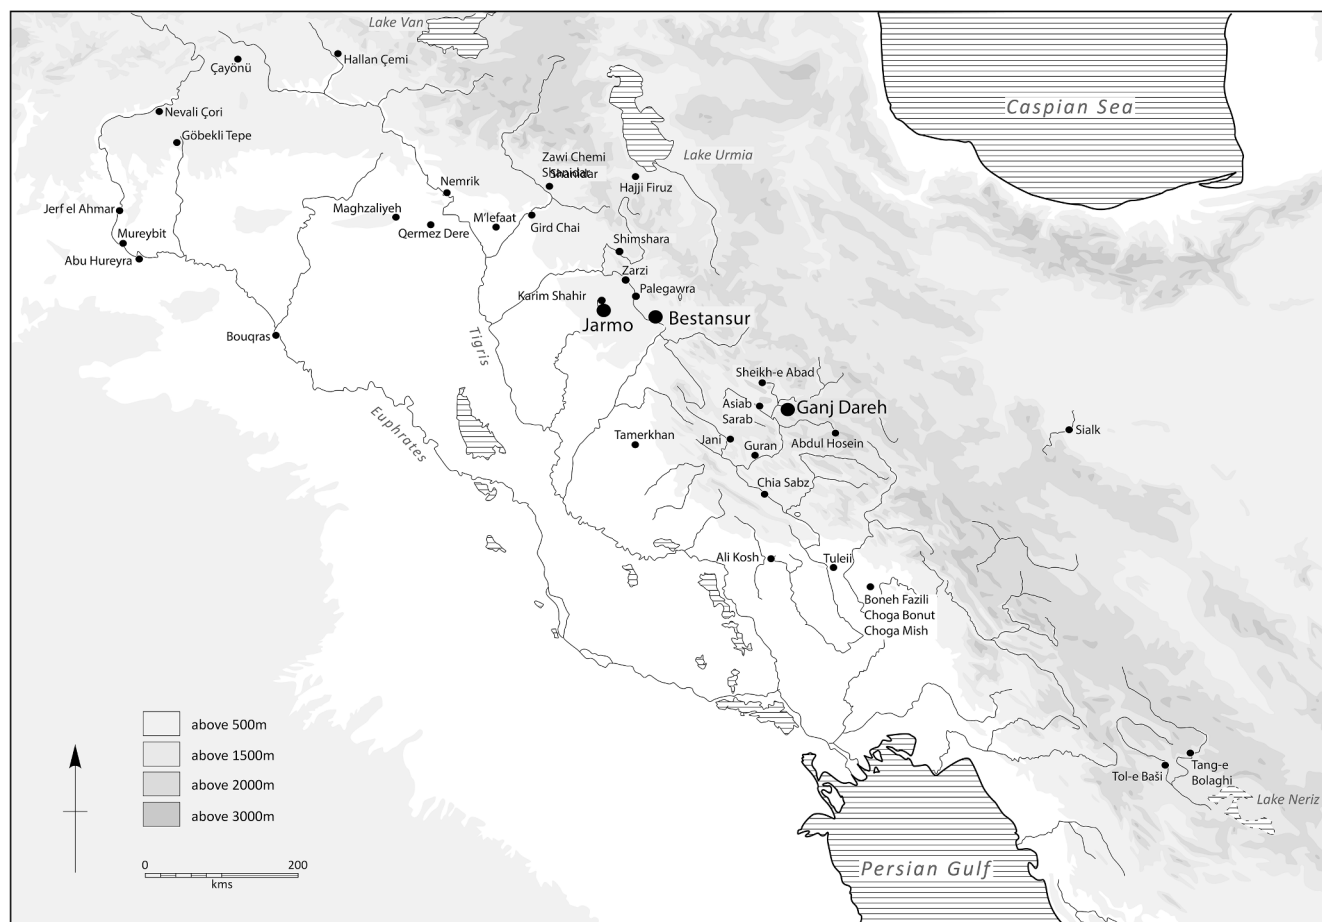 Lake Van
Hallan Çemi
Çayönü
Caspian Sea
Nevali Çori
Göbekli Tepe
Lake Urmia
Zawi Chemi
Shanidar
Shanidar
Hajji Firuz
Nemrik
Jerf el Ahmar
Maghzaliyeh
M'lefaat
Gird Chai
Qermez Dere
Mureybit
Abu Hureyra
Shimshara
Zarzi
Palegawra
Karim Shahir
Jarmo
Bestansur
Bouqras
Tigris
Sheikh-e Abad
Asiab
Sarab
Ganj Dareh
Euphrates
Tamerkhan
Jani
Guran
Abdul Hosein
Sialk
Chia Sabz
Ali Kosh
Tuleii
Boneh Fazili
Choga Bonut
Choga Mish
above 500m
above 1500m
above 2000m
above 3000m
Tol-e Baši
Tang-e
Bolaghi
Lake Neriz
0
200
kms
Persian Gulf